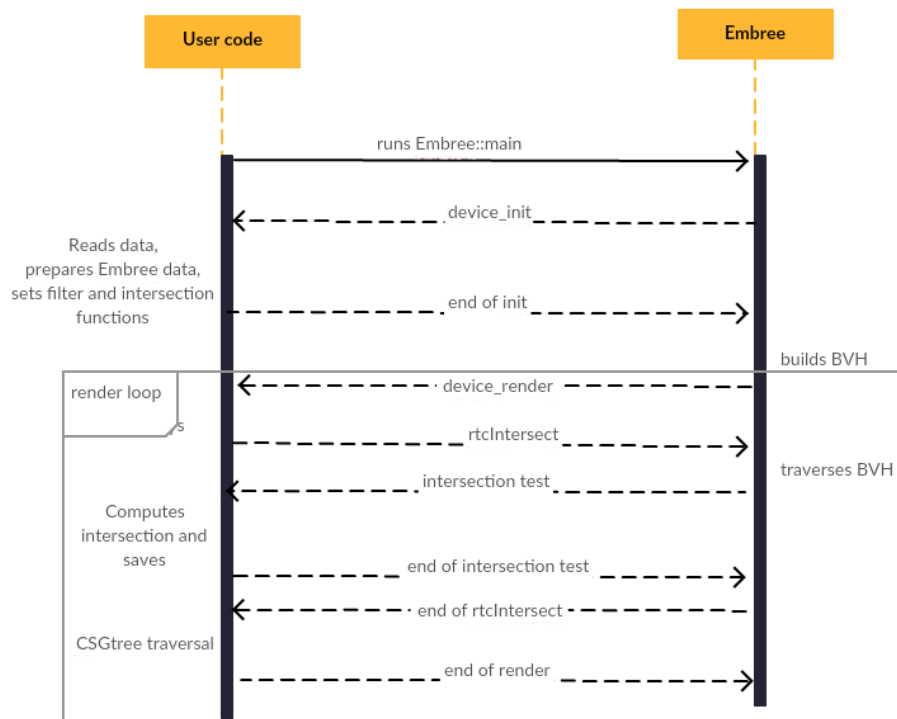 User code
Embree
runs Embree::main
device_init
Reads data,
prepares Embree data,
sets filter and intersection
functions
end of init
builds BVH
render loop
device_render
rtcIntersect
traverses BVH
intersection test
Computes
intersection and
saves
end of intersection test
end of rtcIntersect
CSGtree traversal
end of render